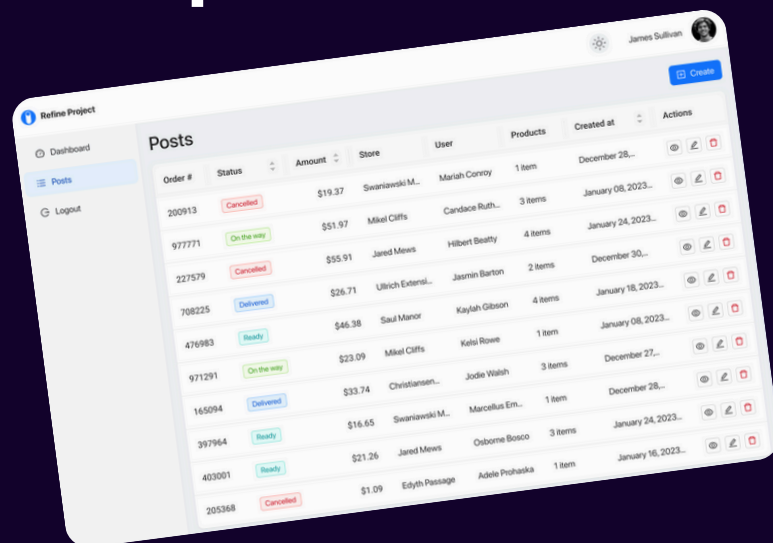 James Sullivan
Refine Project
Create
Dashboard
Posts
Logout
Posts
Order # Status Amount Store User Products Created at Actions
200913 Cancelled $19.37 Swaniawski M... Mariah Conroy 1 item December 28,...
977771 On the way $51.97 Mikel Cliffs Candace Ruth... 3 items January 08, 2023...
227579 Cancelled $55.91 Jared Mews Hilbert Beatty 4 items January 24, 2023...
708225 Delivered $26.71 Ullrich Extensi... Jasmin Barton 2 items December 30,...
476983 Ready $46.38 Saul Manor Kaylah Gibson 4 items January 18, 2023...
971291 On the way $23.09 Mikel Cliffs Kelsi Rowe 1 item January 08, 2023...
165094 Delivered $33.74 Christiansen... Jodie Walsh 3 items December 27,...
397964 Ready $16.65 Swaniawski M... Marcellus Em... 1 item December 28,...
403001 Ready $21.26 Jared Mews Osborne Bosco 3 items January 24, 2023...
205368 Cancelled $1.09 Edyth Passage Adele Prohaska 1 item January 16, 2023...